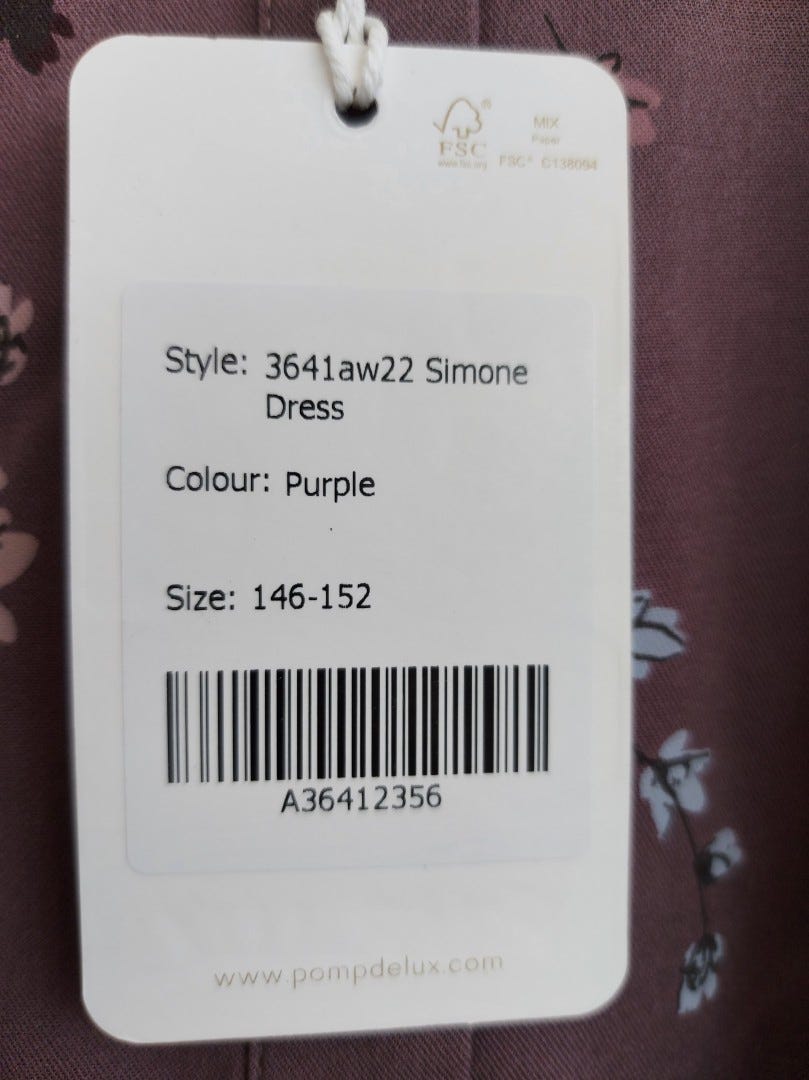 FSC®
www.fsc.org
MIX
Paper
FSC® C138094
Style: 3641aw22 Simone
Dress
Colour: Purple
Size: 146-152
A36412356
www.pompdelux.com